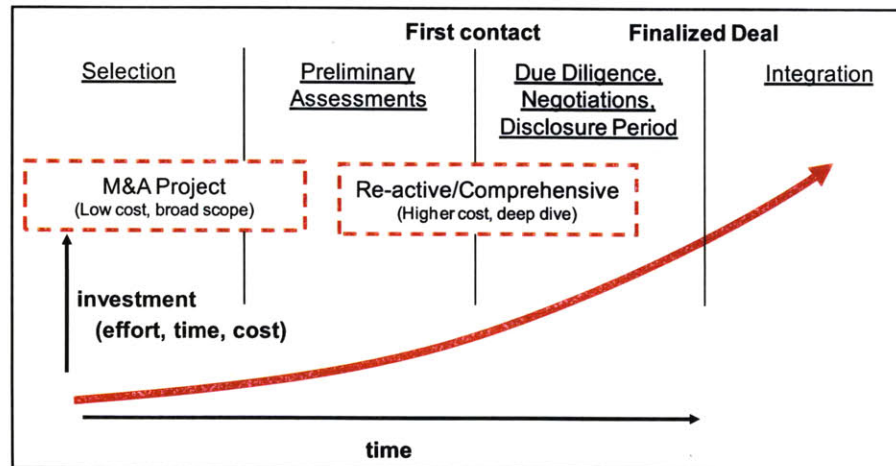 First contact
Finalized Deal
Selection
Preliminary
Assessments
Due Diligence,
Negotiations,
Disclosure Period
Integration
M&A Project
(Low cost, broad scope)
Re-active/Comprehensive
(Higher cost, deep dive)
investment
(effort, time, cost)
time